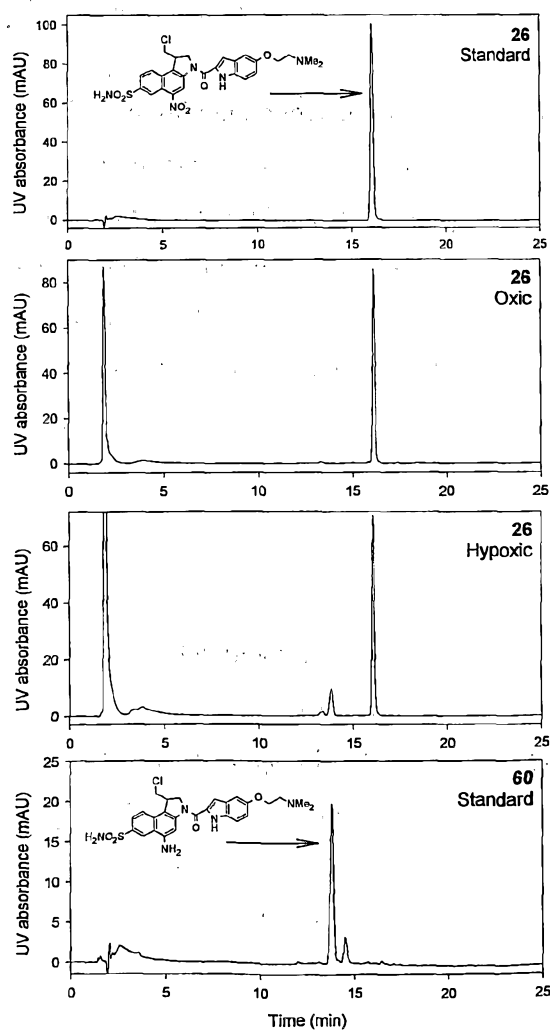 UV absorbance (mAU)
100
80
60
40
20
0
0 5 10 15 20 25
26
Standard
Cl
H₂NO₂S
NO₂
N
O
NH
O
NMe₂
UV absorbance (mAU)
80
60
40
20
0
0 5 10 15 20 25
26
Oxic
UV absorbance (mAU)
60
40
20
0
0 5 10 15 20 25
26
Hypoxic
UV absorbance (mAU)
25
20
15
10
5
0
0 5 10 15 20 25
60
Standard
Cl
H₂NO₂S
NH₂
N
O
NH
O
NMe₂
Time (min)